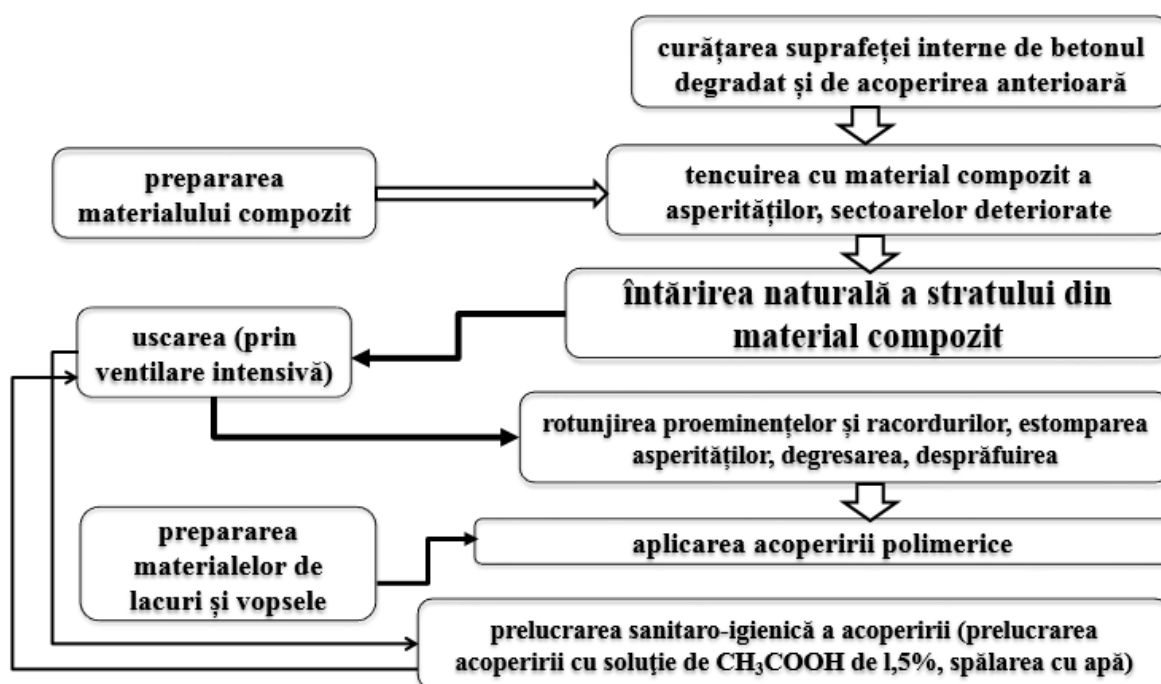 curățarea suprafeței interne de betonul
degradat și de acoperirea anterioară
prepararea
materialului compozit
tencuirea cu material compozit a
asperităților, sectoarelor deteriorate
întărirea naturală a stratului din
material compozit
uscarea (prin
ventilare intensivă)
rotunjirea proeminențelor și racordurilor, estomparea
asperităților, degresarea, desprăfuirea
prepararea
materialelor de
lacuri și vopsele
aplicarea acoperirii polimerice
prelucrarea sanitaro-igienică a acoperirii (prelucrarea
acoperirii cu soluţie de CH₃COOH de l,5%, spălarea cu apă)